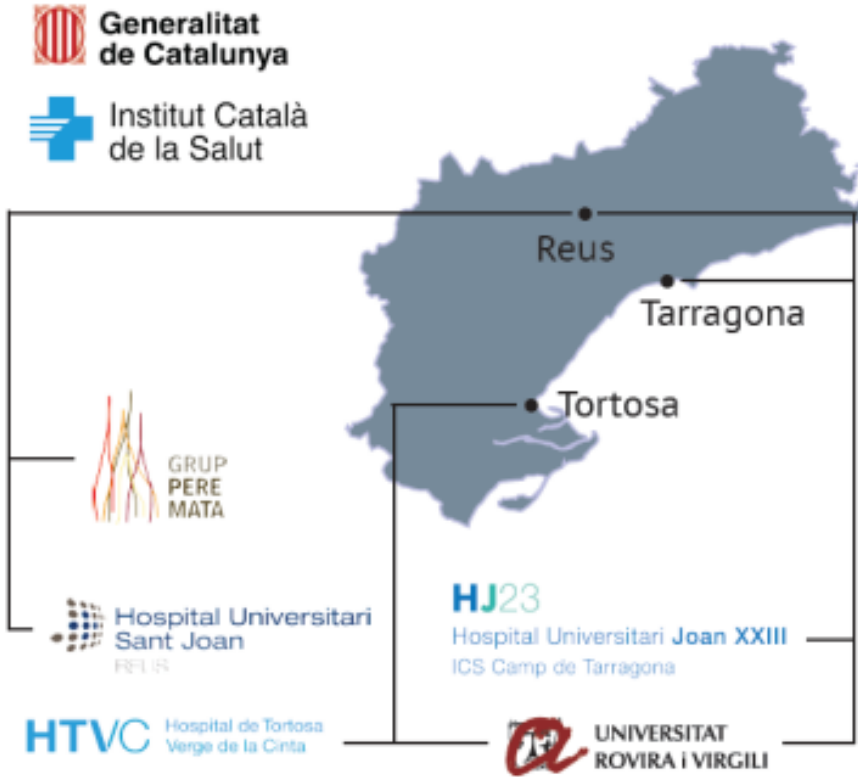 Generalitat
de Catalunya
Institut Català
de la Salut
Reus
Tarragona
Tortosa
GRUP
PERE
MATA
Hospital Universitari
Sant Joan
REUS
HJ23
Hospital Universitari Joan XXIII
ICS Camp de Tarragona
HTVC
Hospital de Tortosa
Verge de la Cinta
UNIVERSITAT
ROVIRA i VIRGILI